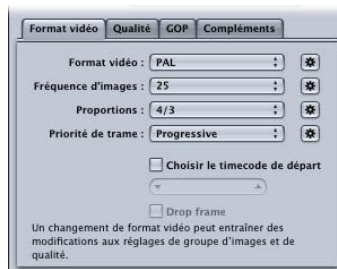 Format vidéo Qualité GOP Compléments
Format vidéo : PAL
Fréquence d'images : 25
Proportions : 4/3
Priorité de trame : Progressive
Choisir le timecode de départ
Drop frame
Un changement de format vidéo peut entraîner des
modifications aux réglages de groupe d'images et de
qualité.